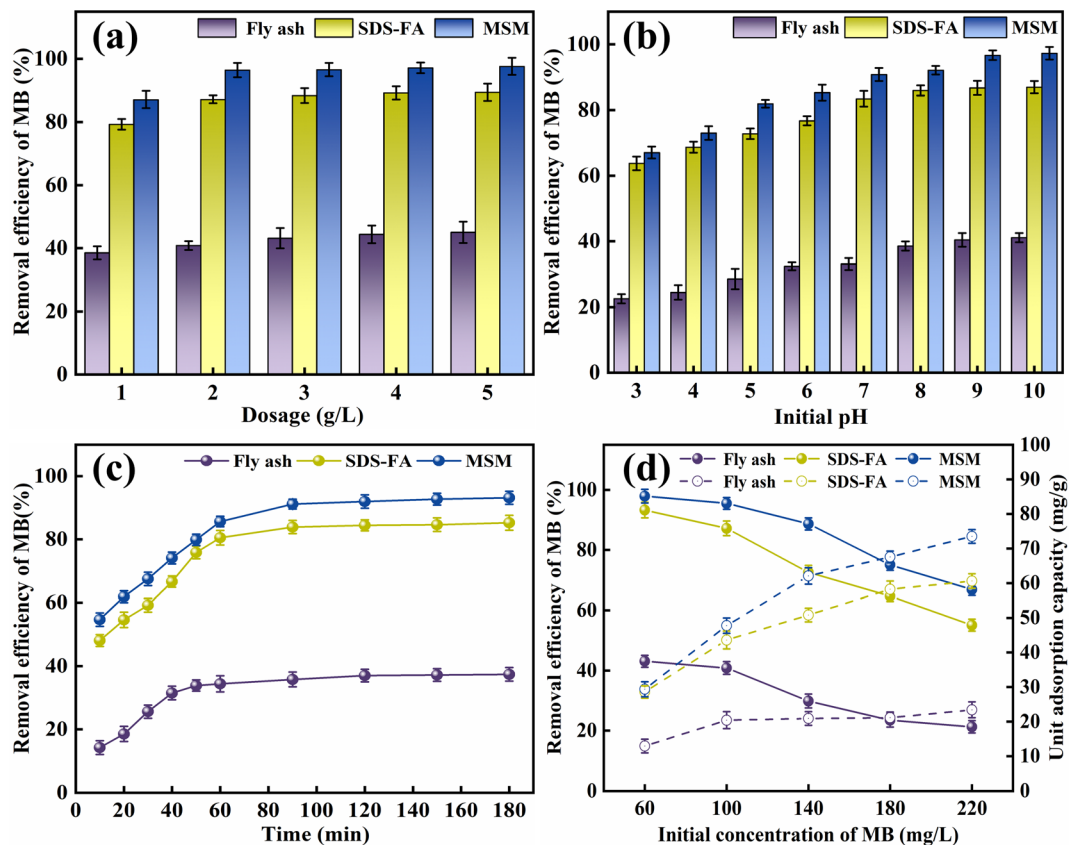 (a)
Fly ash SDS-FA MSM
Removal efficiency of MB (%)
100
80
60
40
20
0
1 2 3 4 5
Dosage (g/L)
(b)
Fly ash SDS-FA MSM
Removal efficiency of MB (%)
100
80
60
40
20
0
3 4 5 6 7 8 9 10
Initial pH
(c)
Fly ash SDS-FA MSM
Removal efficiency of MB(%)
100
80
60
40
20
0
20 40 60 80 100 120 140 160 180
Time (min)
(d)
Fly ash SDS-FA MSM
Fly ash SDS-FA MSM
Removal efficiency of MB (%)
100
80
60
40
20
0
100
90
80
70
60
50
40
30
20
10
0
Unit adsorption capacity (mg/g)
60 100 140 180 220
Initial concentration of MB (mg/L)